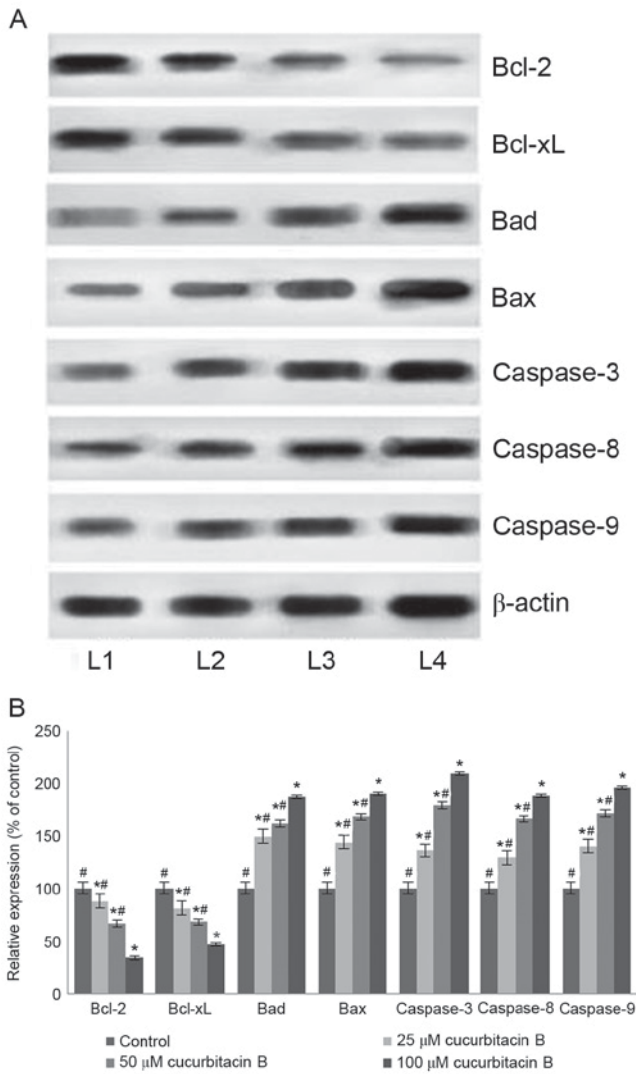 A
Bcl-2
Bcl-xL
Bad
Bax
Caspase-3
Caspase-8
Caspase-9
β-actin
L1 L2 L3 L4
B
Relative expression (% of control)
250
200
150
100
50
0
# *# *# *
# *# *# *
# *# *# *
# *# *# *
# *# *# *
# *# *# *
# *# *# *
Bcl-2 Bcl-xL Bad Bax Caspase-3 Caspase-8 Caspase-9
Control 25 µM cucurbitacin B
50 µM cucurbitacin B 100 µM cucurbitacin B